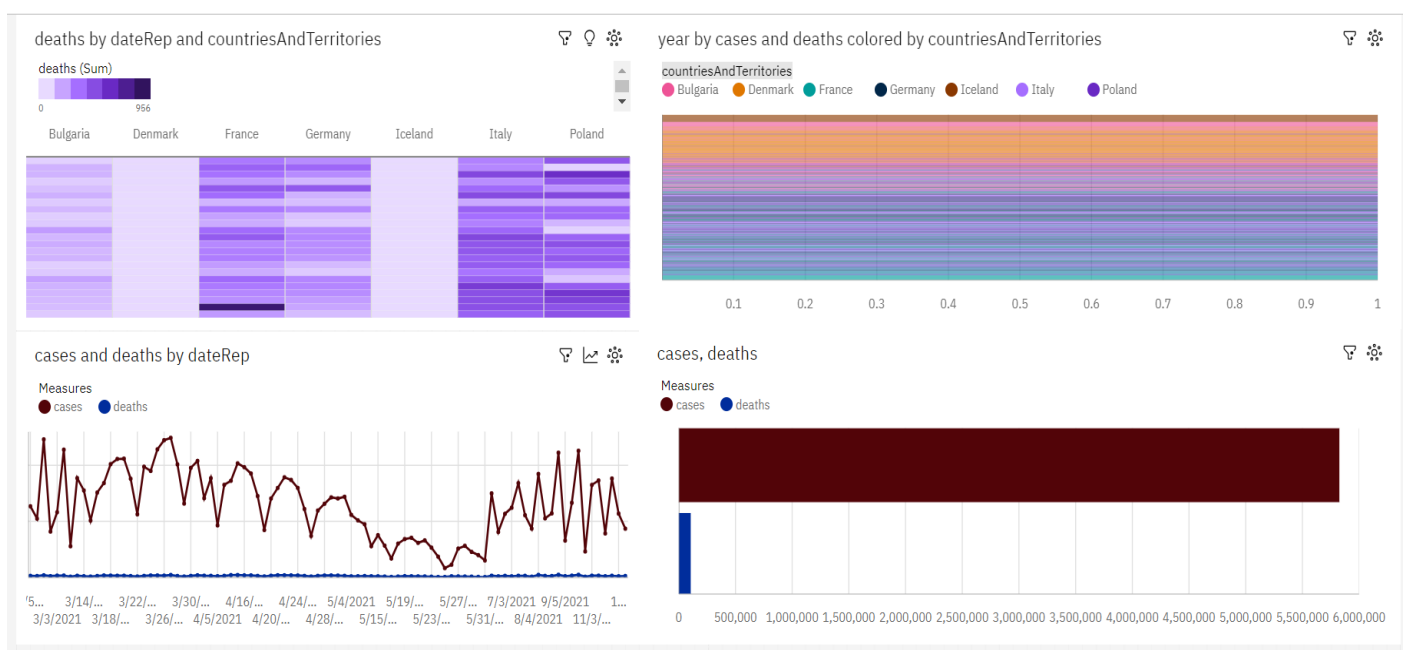 deaths by dateRep and countriesAndTerritories
deaths (Sum)
0 956
Bulgaria Denmark France Germany Iceland Italy Poland
year by cases and deaths colored by countriesAndTerritories
countriesAndTerritories
Bulgaria Denmark France Germany Iceland Italy Poland
0.1 0.2 0.3 0.4 0.5 0.6 0.7 0.8 0.9 1
cases and deaths by dateRep
Measures
cases deaths
'/5... 3/14/... 3/22/... 3/30/... 4/16/... 4/24/... 5/4/2021 5/19/... 5/27/... 7/3/2021 9/5/2021 1...
3/3/2021 3/18/... 3/26/... 4/5/2021 4/20/... 4/28/... 5/15/... 5/23/... 5/31/... 8/4/2021 11/3/...
cases, deaths
Measures
cases deaths
0 500,000 1,000,000 1,500,000 2,000,000 2,500,000 3,000,000 3,500,000 4,000,000 4,500,000 5,000,000 5,500,000 6,000,000